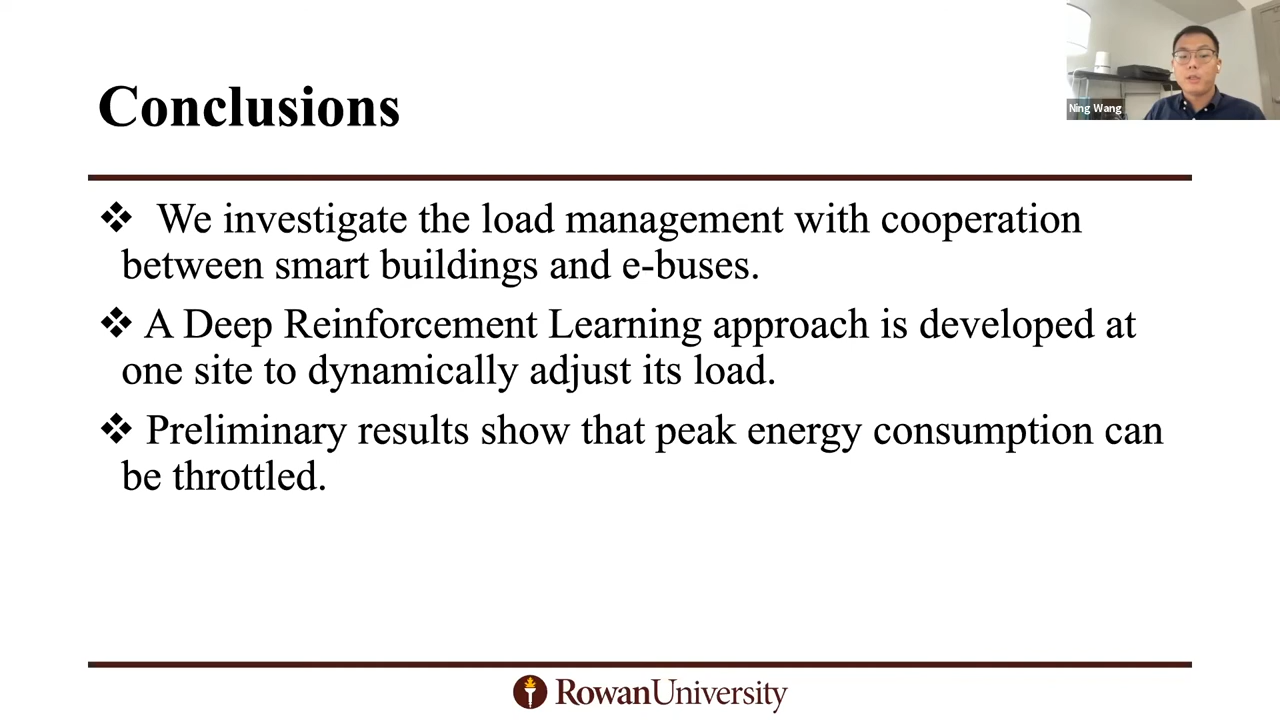 Conclusions
Ning Wang
❖ We investigate the load management with cooperation
between smart buildings and e-buses.
❖ A Deep Reinforcement Learning approach is developed at
one site to dynamically adjust its load.
❖ Preliminary results show that peak energy consumption can
be throttled.
RowanUniversity